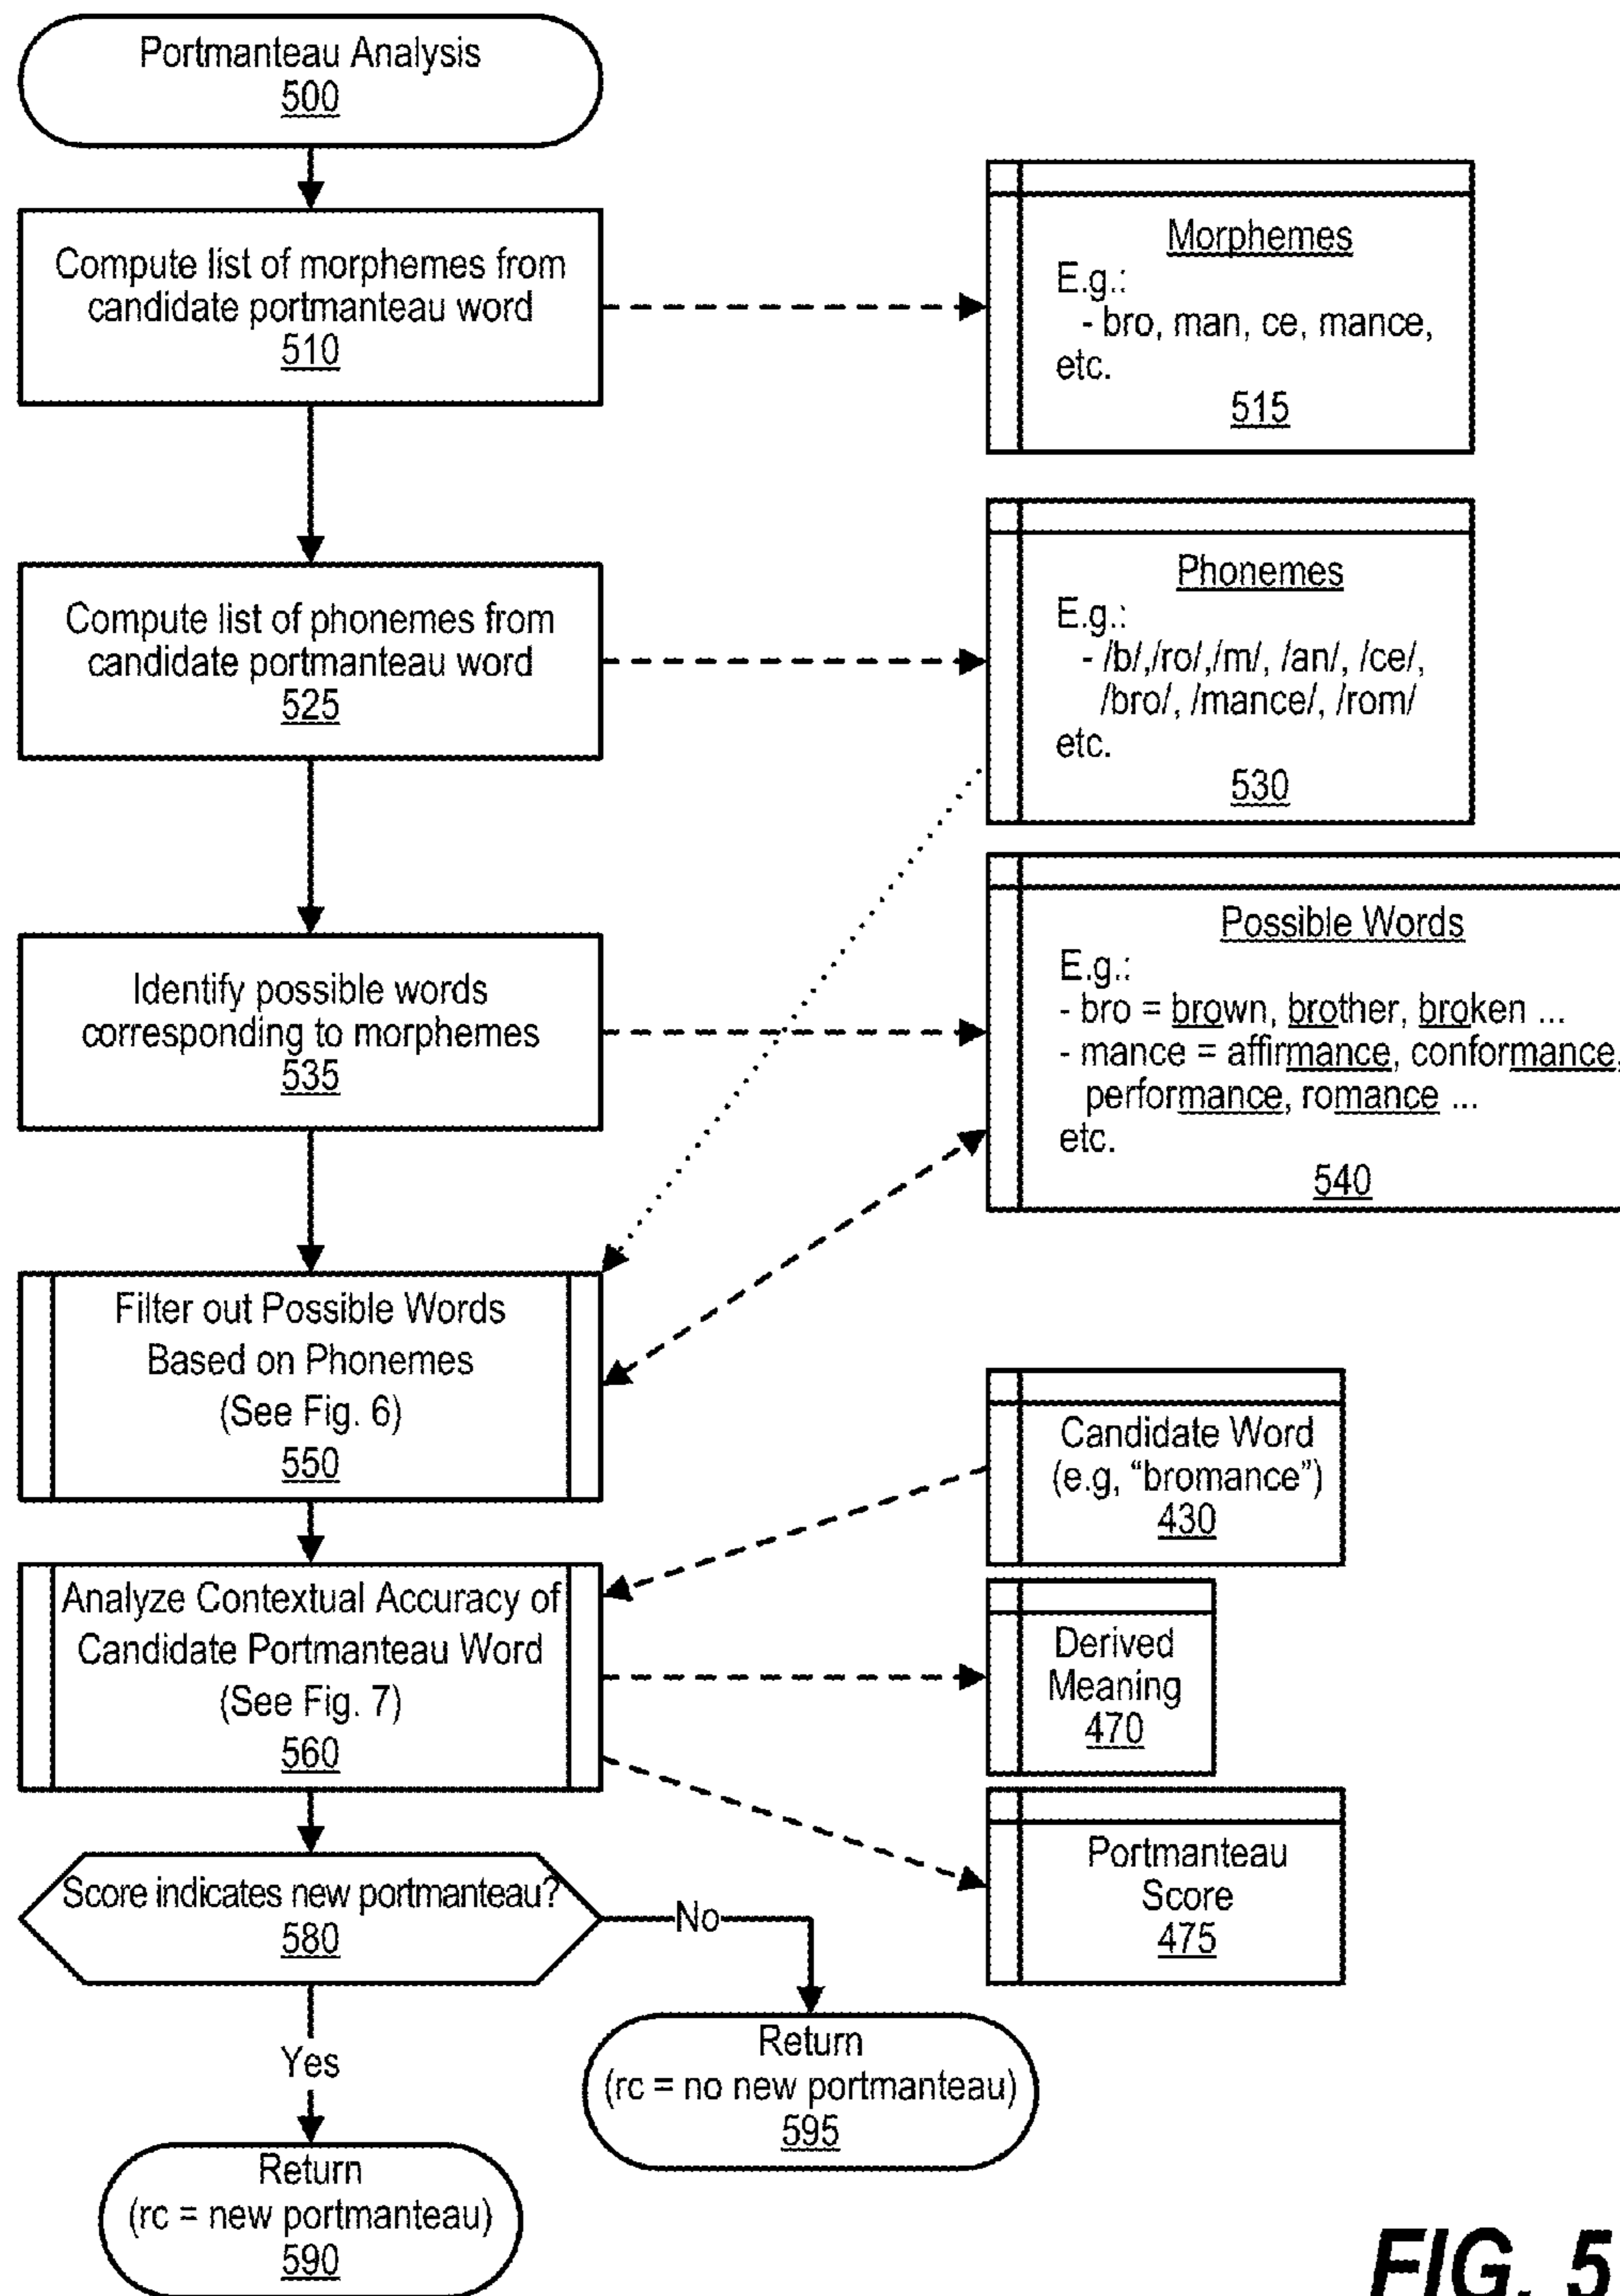 Portmanteau Analysis
500
Compute list of morphemes from
candidate portmanteau word
510
Morphemes
E.g.:
- bro, man, ce, mance,
etc.
515
Compute list of phonemes from
candidate portmanteau word
525
Phonemes
E.g.:
- /b/,/ro/,/m/, /an/, /ce/,
/bro/, /mance/, /rom/
etc.
530
Identify possible words
corresponding to morphemes
535
Possible Words
E.g.:
- bro = brown, brother, broken ...
- mance = affirmance, conformance,
performance, romance ...
etc.
540
Filter out Possible Words
Based on Phonemes
(See Fig. 6)
550
Candidate Word
(e.g, “bromance”)
430
Analyze Contextual Accuracy of
Candidate Portmanteau Word
(See Fig. 7)
560
Derived
Meaning
470
Portmanteau
Score
475
Score indicates new portmanteau?
580
No
Yes
Return
(rc = no new portmanteau)
595
Return
(rc = new portmanteau)
590
FIG. 5